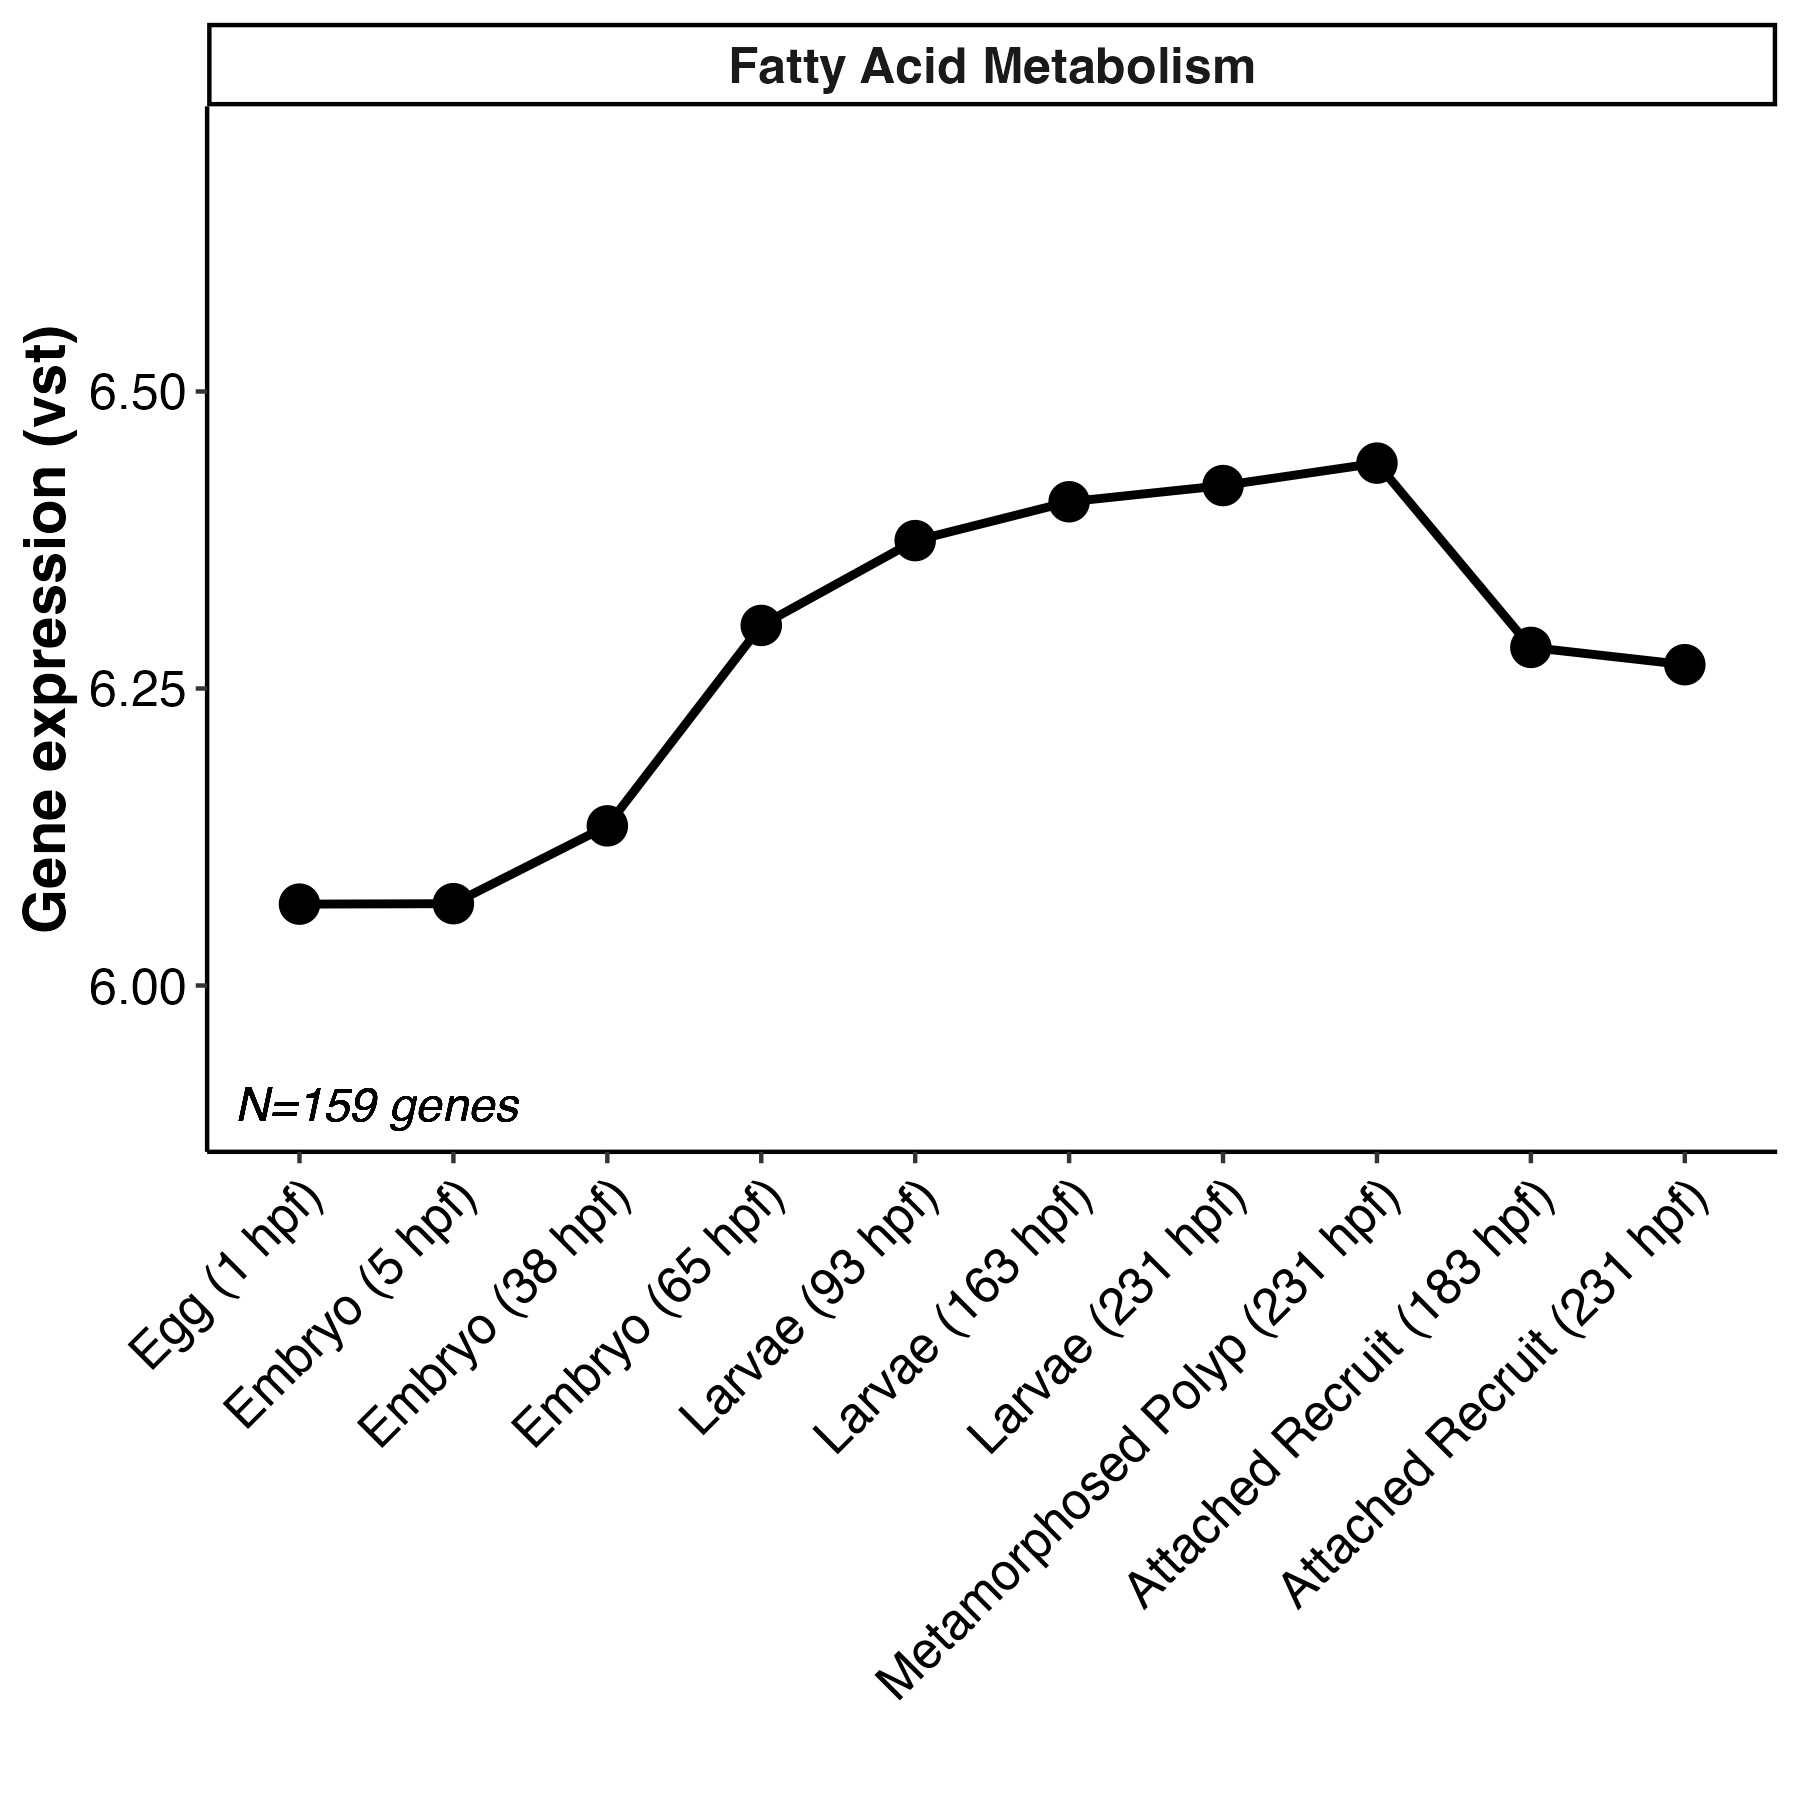 Fatty Acid Metabolism
Gene expression (vst)
6.50
6.25
6.00
N=159 genes
Egg (1 hpf)
Embryo (5 hpf)
Embryo (38 hpf)
Embryo (65 hpf)
Larvae (93 hpf)
Larvae (163 hpf)
Larvae (231 hpf)
Metamorphosed Polyp (231 hpf)
Attached Recruit (183 hpf)
Attached Recruit (231 hpf)